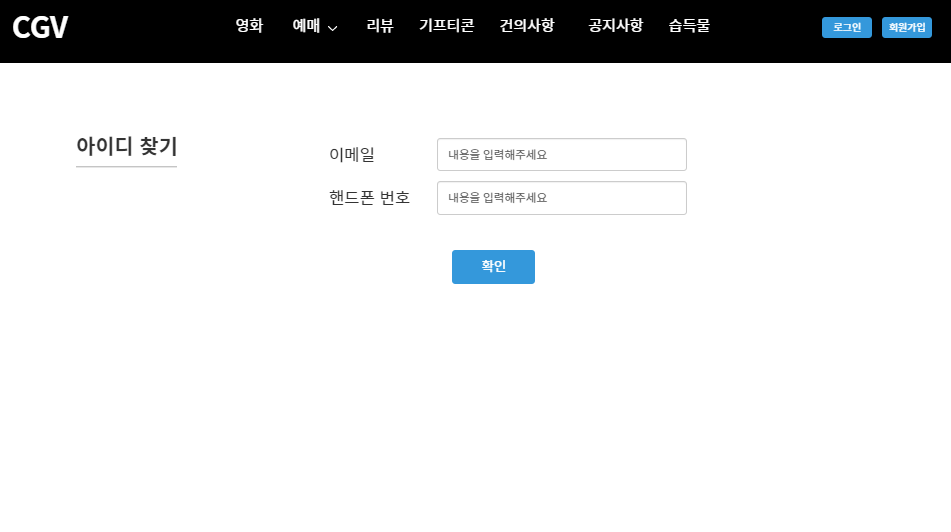 CGV 영화 예매 리뷰 기프티콘 건의사항 공지사항 습득물 로그인 회원가입
아이디 찾기
이메일 내용을 입력해주세요
핸드폰 번호 내용을 입력해주세요
확인